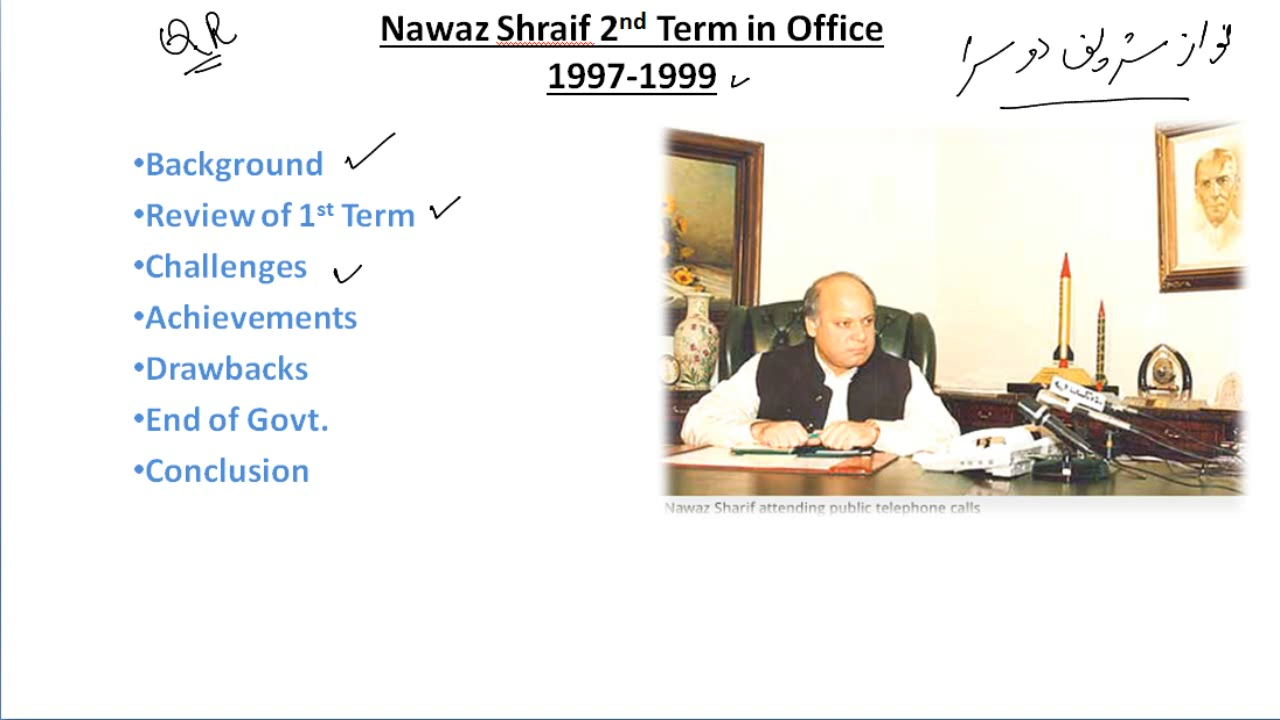 Q.R
Nawaz Shraif 2nd Term in Office
1997-1999
نواز شریف دوسرا
•Background
•Review of 1st Term
•Challenges
•Achievements
•Drawbacks
•End of Govt.
•Conclusion
Nawaz Sharif attending public telephone calls